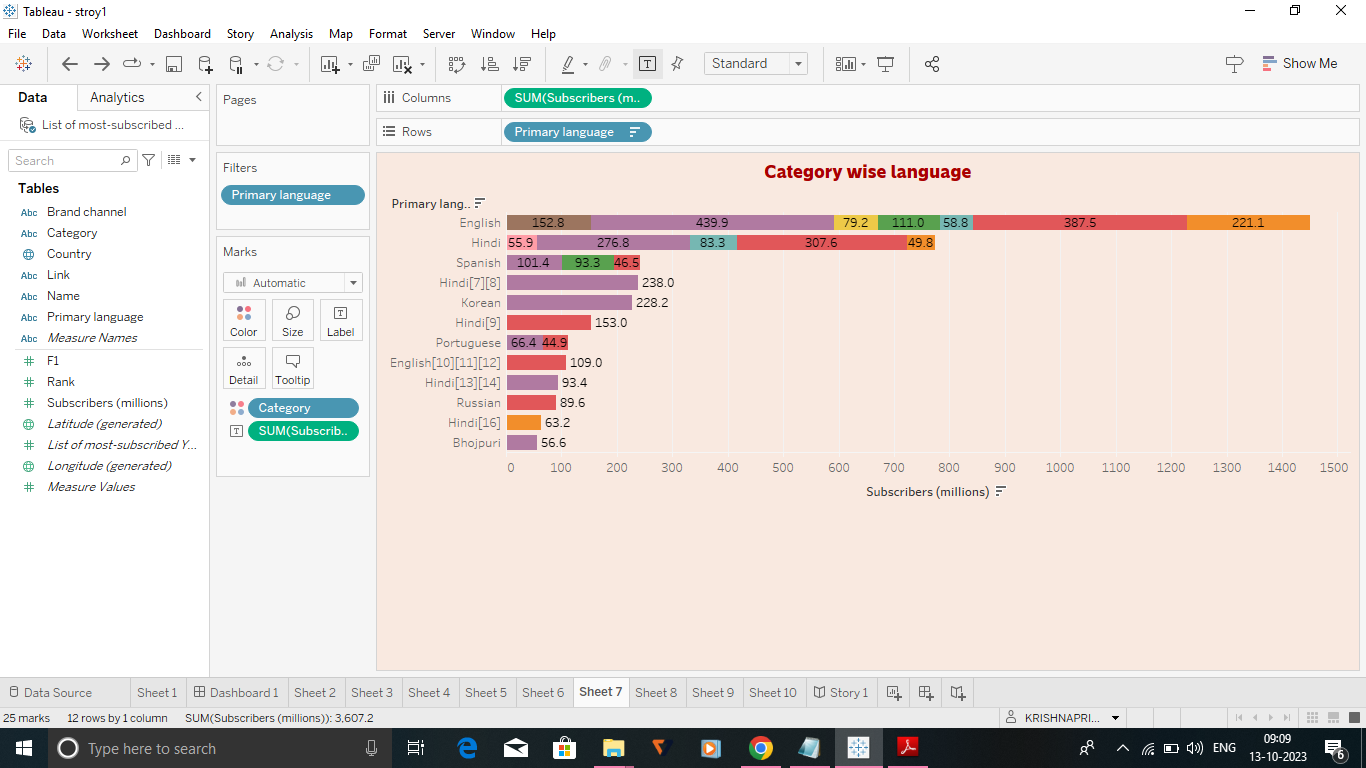 Tableau - stroy1
File Data Worksheet Dashboard Story Analysis Map Format Server Window Help
Standard
Show Me
Data Analytics
List of most-subscribed ...
Search
Tables
Abc Brand channel
Abc Category
Country
Abc Link
Abc Name
Abc Primary language
Abc Measure Names
F1
Rank
Subscribers (millions)
Latitude (generated)
List of most-subscribed Y...
Longitude (generated)
Measure Values
Pages
Filters
Primary language
Marks
Automatic
Color Size Label
Detail Tooltip
Category
SUM(Subscrib..
Columns SUM(Subscribers (m..
Rows Primary language
Category wise language
Primary lang..
English 152.8 439.9 79.2 111.0 58.8 387.5 221.1
Hindi 55.9 276.8 83.3 307.6 49.8
Spanish 101.4 93.3 46.5
Hindi[7][8] 238.0
Korean 228.2
Hindi[9] 153.0
Portuguese 66.4 44.9
English[10][11][12] 109.0
Hindi[13][14] 93.4
Russian 89.6
Hindi[16] 63.2
Bhojpuri 56.6
0 100 200 300 400 500 600 700 800 900 1000 1100 1200 1300 1400 1500
Subscribers (millions)
Data Source Sheet 1 Dashboard 1 Sheet 2 Sheet 3 Sheet 4 Sheet 5 Sheet 6 Sheet 7 Sheet 8 Sheet 9 Sheet 10 Story 1
25 marks 12 rows by 1 column SUM(Subscribers (millions)): 3,607.2 KRISHNAPRI...
Type here to search
ENG
09:09
13-10-2023
6